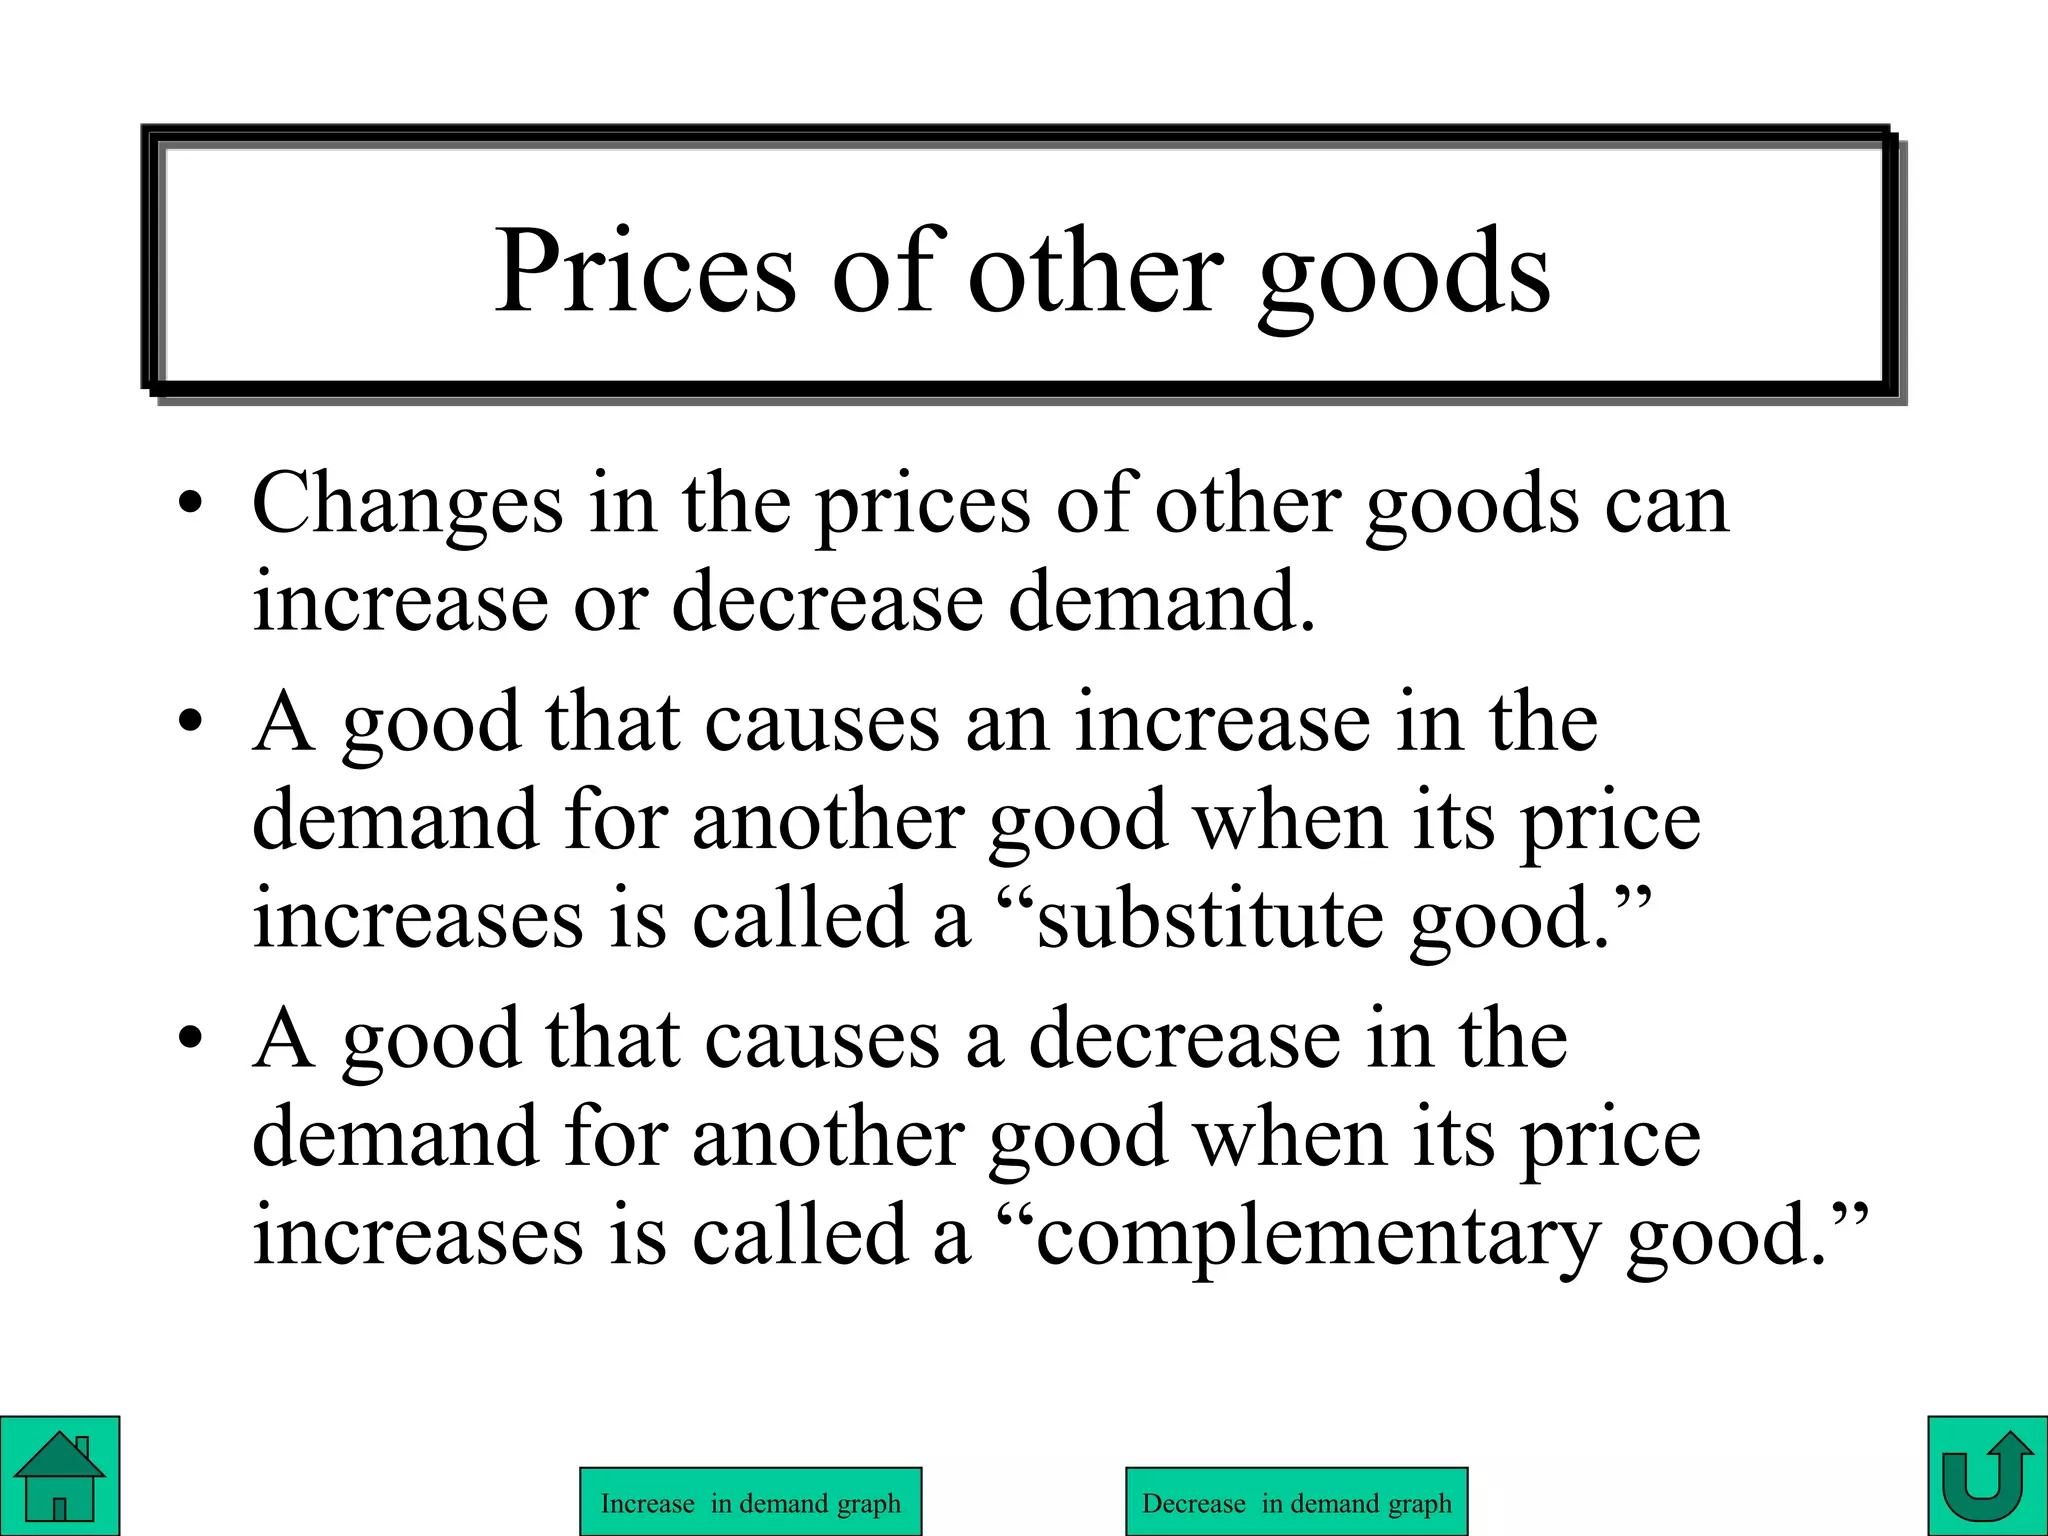 Prices of other goods
• Changes in the prices of other goods can
increase or decrease demand.
• A good that causes an increase in the
demand for another good when its price
increases is called a “substitute good.”
• A good that causes a decrease in the
demand for another good when its price
increases is called a “complementary good.”
Increase  in demand graph
Decrease  in demand graph